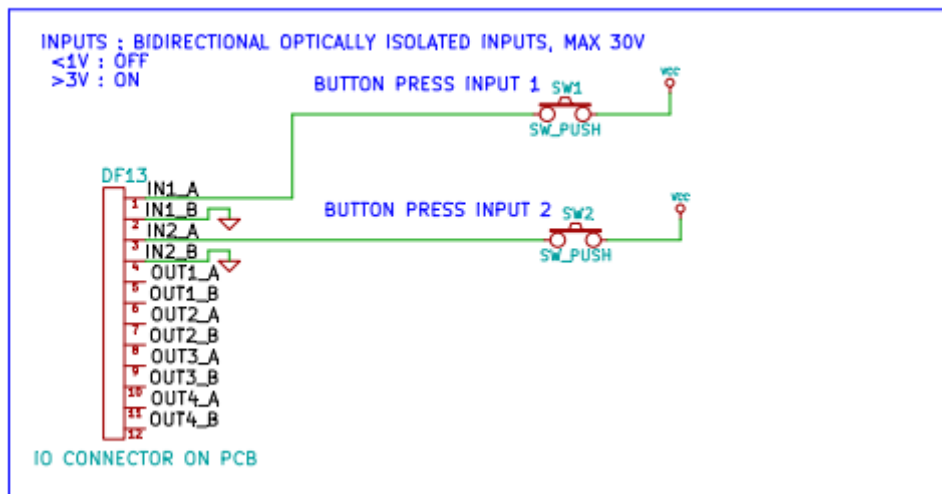 INPUTS : BIDIRECTIONAL OPTICALLY ISOLATED INPUTS, MAX 30V
<1V : OFF
>3V : ON
BUTTON PRESS INPUT 1
SW1
VCC
SW_PUSH
DF13
IN1_A
1
IN1_B
2
BUTTON PRESS INPUT 2
SW2
VCC
IN2_A
3
SW_PUSH
IN2_B
4
OUT1_A
5
OUT1_B
6
OUT2_A
7
OUT2_B
8
OUT3_A
9
OUT3_B
10
OUT4_A
11
OUT4_B
12
IO CONNECTOR ON PCB